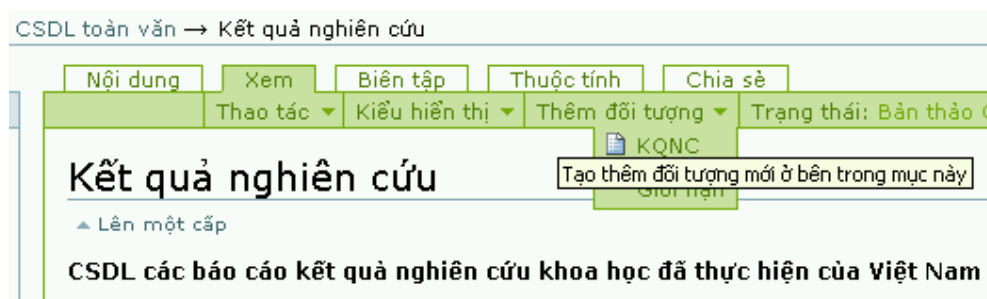 CSDL toàn văn → Kết quả nghiên cứu
Nội dung Xem Biên tập Thuộc tính Chia sẻ
Thao tác Kiểu hiển thị Thêm đối tượng Trạng thái: Bản thảo
KQNC
Tạo thêm đối tượng mới ở bên trong mục này
Giới hạn
Kết quả nghiên cứu
Lên một cấp
CSDL các báo cáo kết quả nghiên cứu khoa học đã thực hiện của Việt Nam